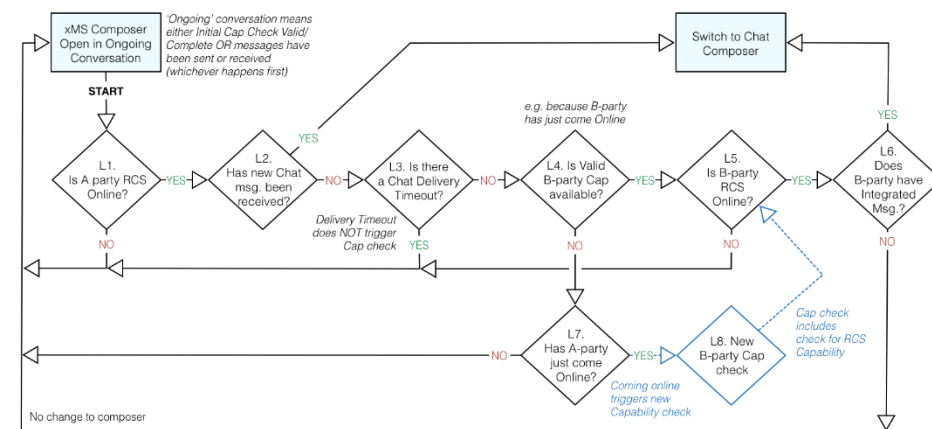 xMS Composer
Open in Ongoing
Conversation
'Ongoing' conversation means
either Initial Cap Check Valid/
Complete OR messages have
been sent or received
(whichever happens first)
Switch to Chat
Composer
START
e.g. because B-party
has just come Online
YES
YES
L1.
Is A party RCS
Online?
YES
L2.
Has new Chat
msg. been
received?
NO
L3. Is there
a Chat Delivery
Timeout?
NO
L4. Is Valid
B-party Cap
available?
YES
L5.
Is B-party
RCS
Online?
YES
L6.
Does
B-party have
Integrated
Msg.?
Delivery Timeout
does NOT trigger
Cap check
NO
YES
NO
NO
NO
L7.
Has A-party
just come
Online?
NO
YES
L8. New
B-party Cap
check
Cap check
includes
check for RCS
Capability
Coming online
triggers new
Capability check
No change to composer